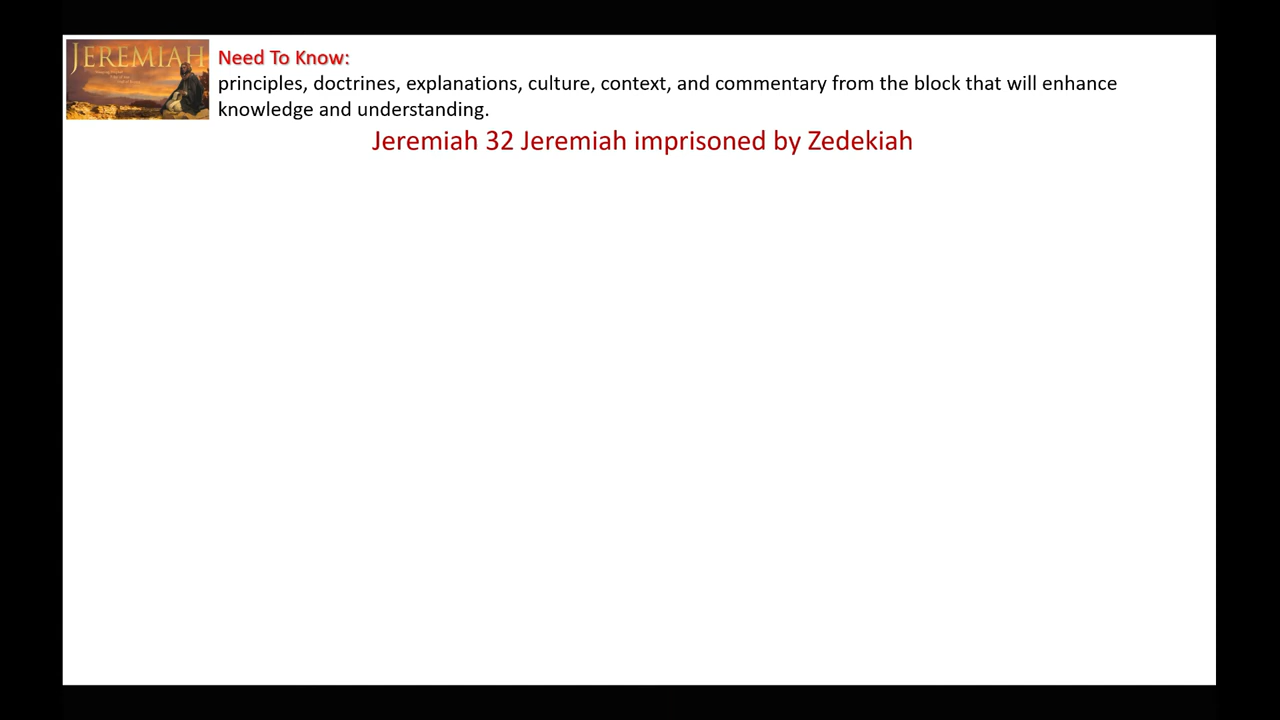 JEREMIAH
Need To Know:
principles, doctrines, explanations, culture, context, and commentary from the block that will enhance
knowledge and understanding.
Jeremiah 32 Jeremiah imprisoned by Zedekiah